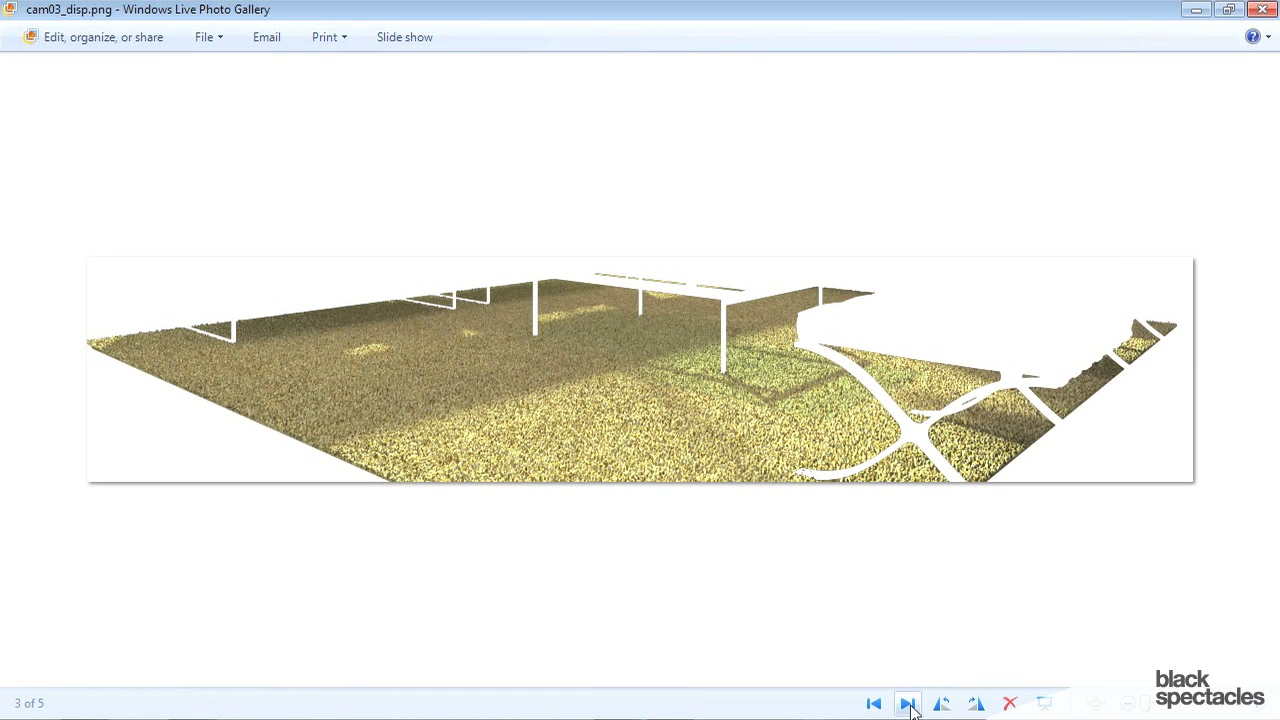 cam03_disp.png - Windows Live Photo Gallery
Edit, organize, or share File Email Print Slide show
3 of 5
black
spectacles